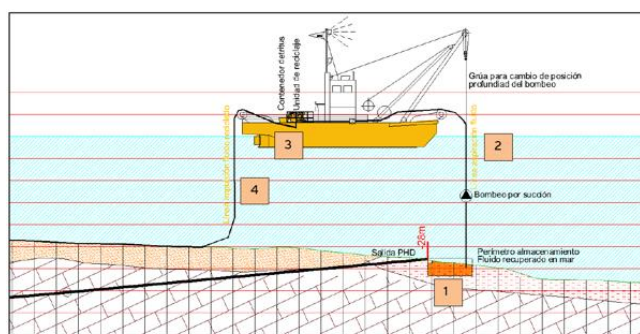 Contenedor detritus
Unidad de reciclaje
Grúa para cambio de posición
profundiad del bombeo
3
2
4
Bombeo por succión
-28m
Salida PHD
Perímetro almacenamiento
Fluido recuperado en mar
1